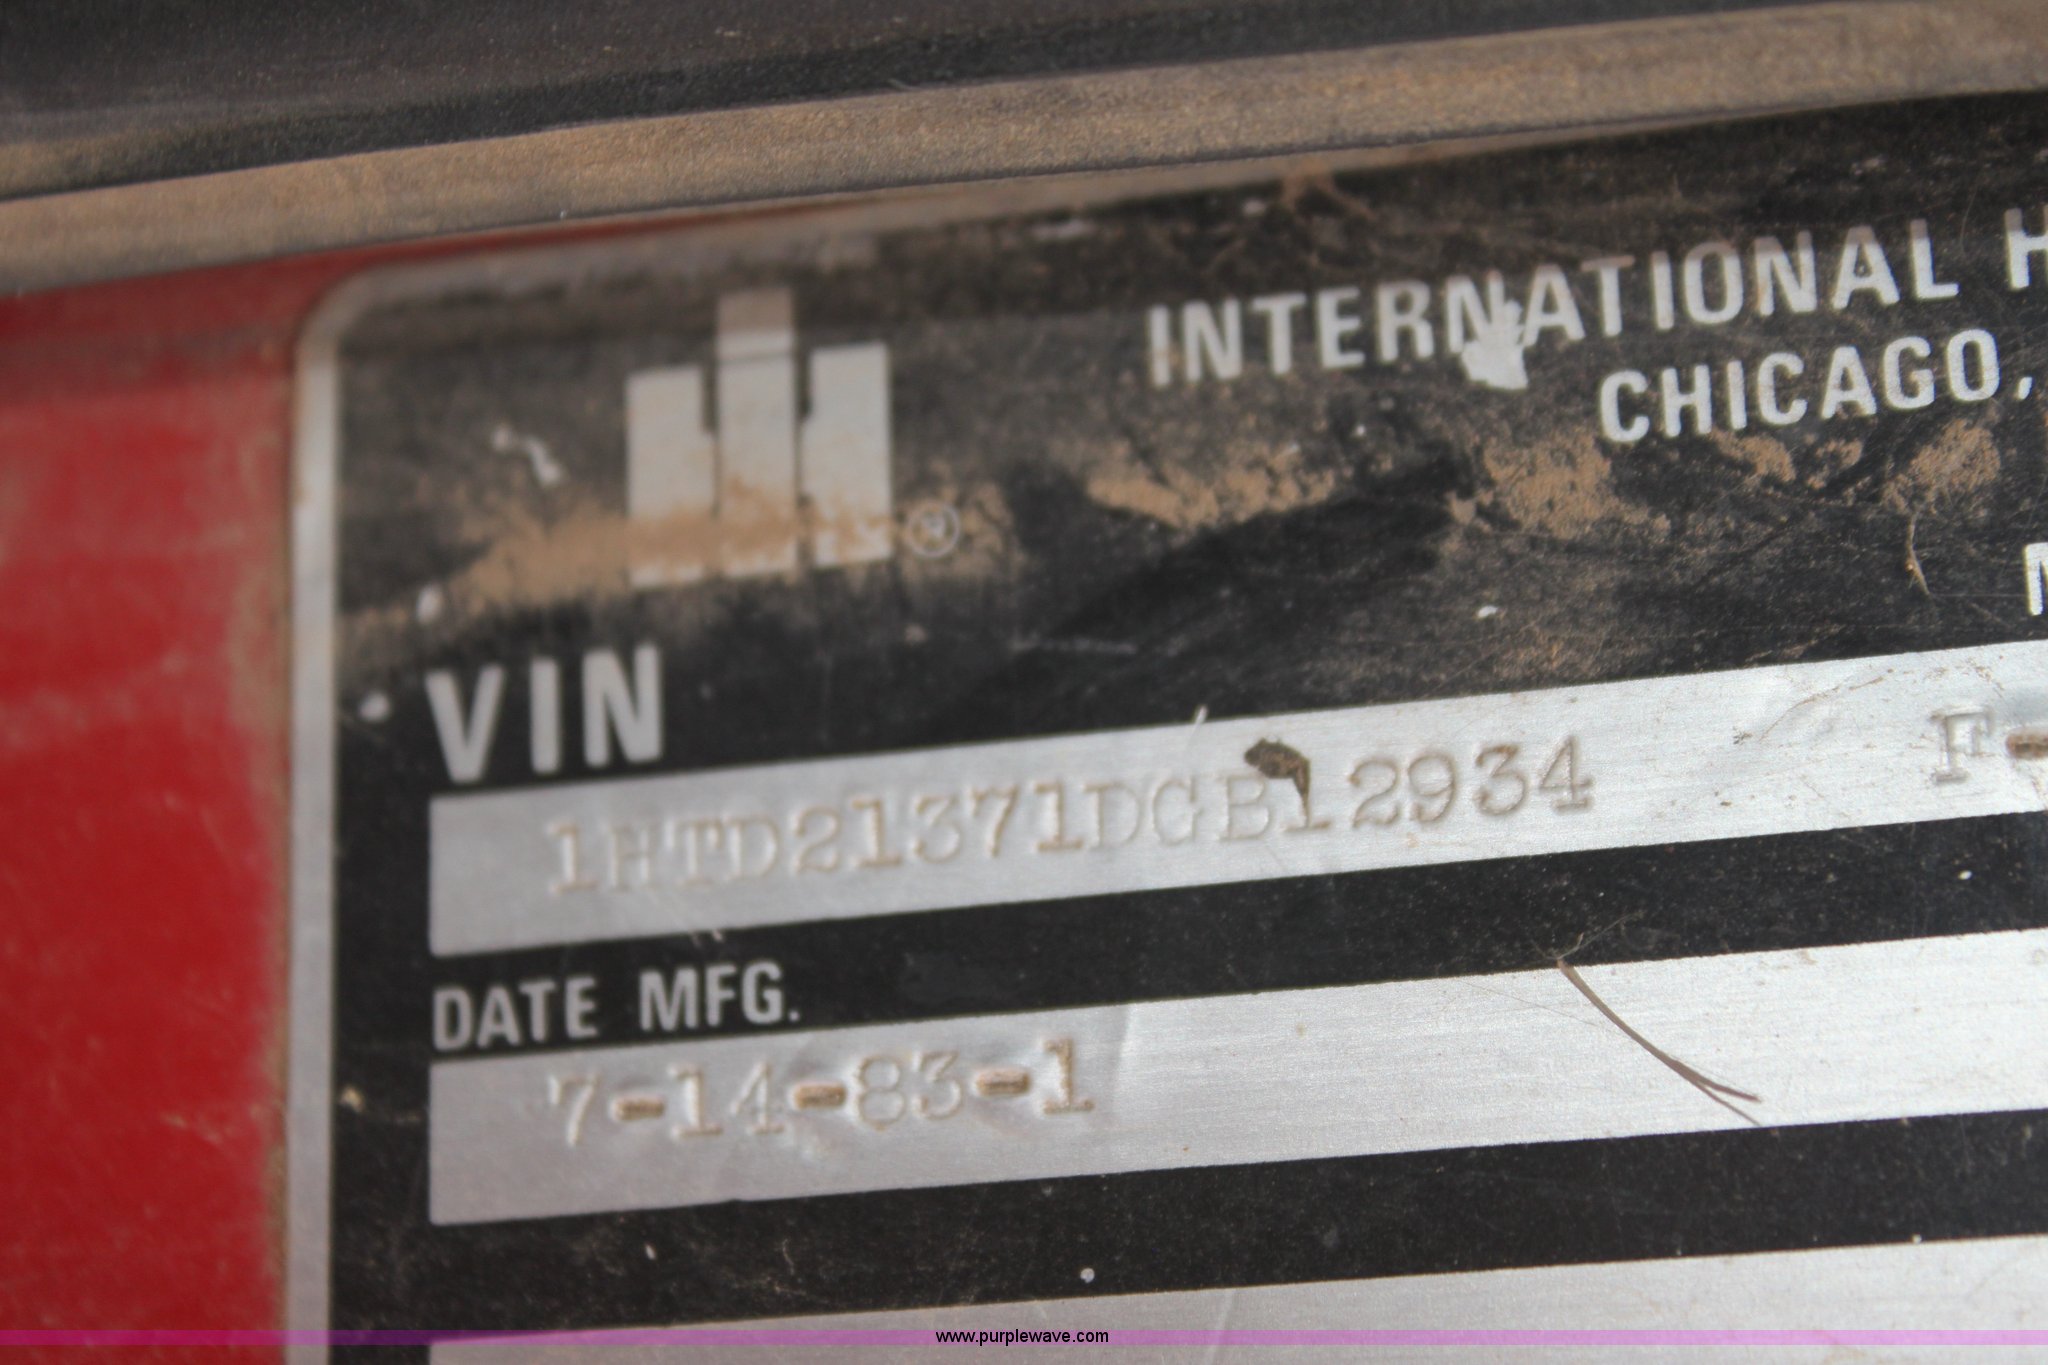 INTERNATIONAL H
CHICAGO,
®
VIN
1HTD21371DGB12934 F-
DATE MFG.
7-14-83-1
www.purplewave.com